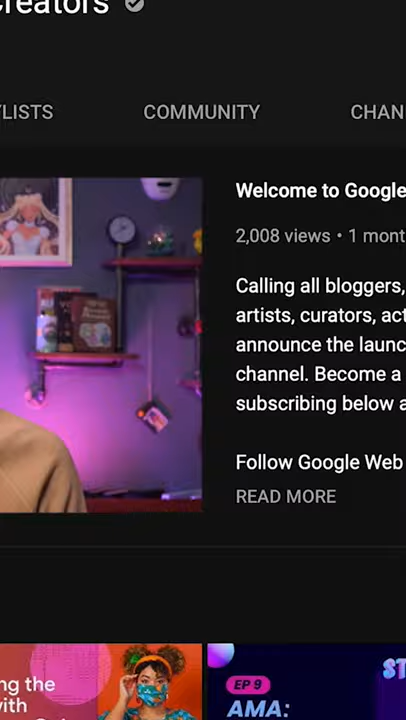 Creators
LISTS
COMMUNITY
CHAN
Welcome to Google
2,008 views • 1 mont
Calling all bloggers,
artists, curators, act
announce the launc
channel. Become a
subscribing below a
Follow Google Web
READ MORE
ng the
with
EP 9
AMA:
ST